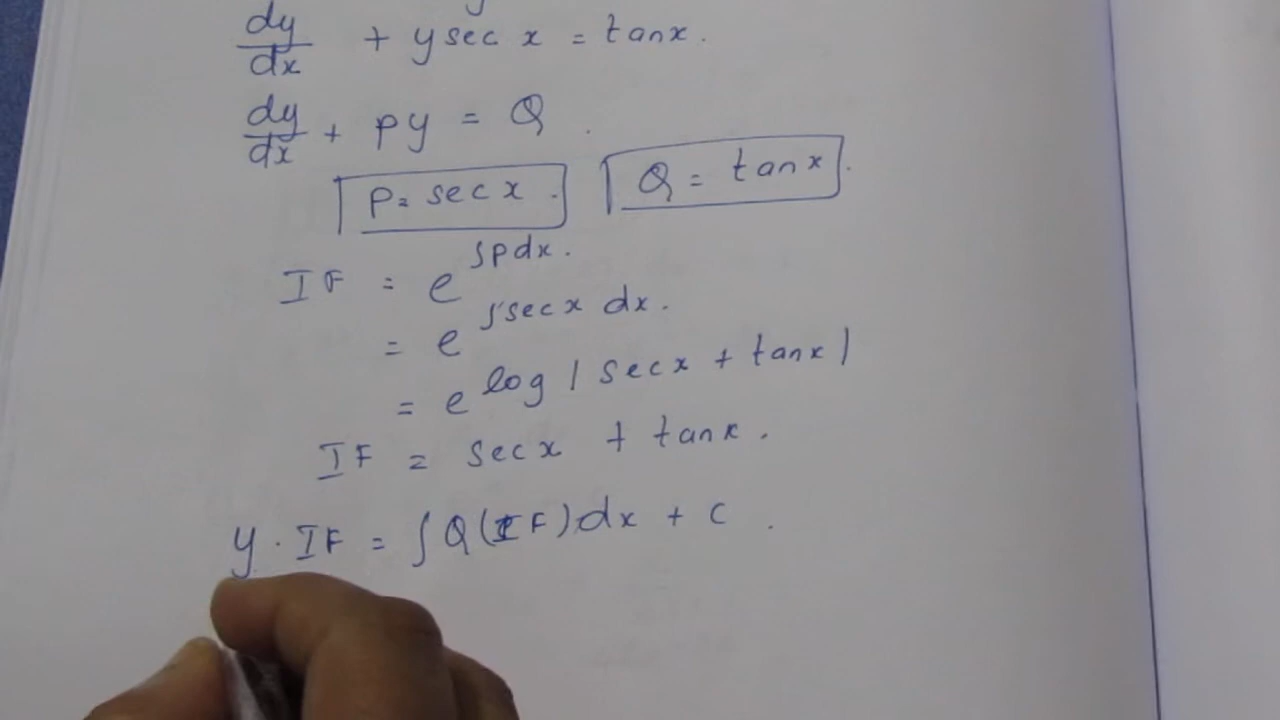 dy/dx + y sec x = tan x.
dy/dx + Py = Q.
P = sec x. Q = tan x.
IF = e^∫Pdx.
= e^∫sec x dx.
= e^log |sec x + tan x|
IF = sec x + tan x.
y · IF = ∫Q(IF)dx + c.